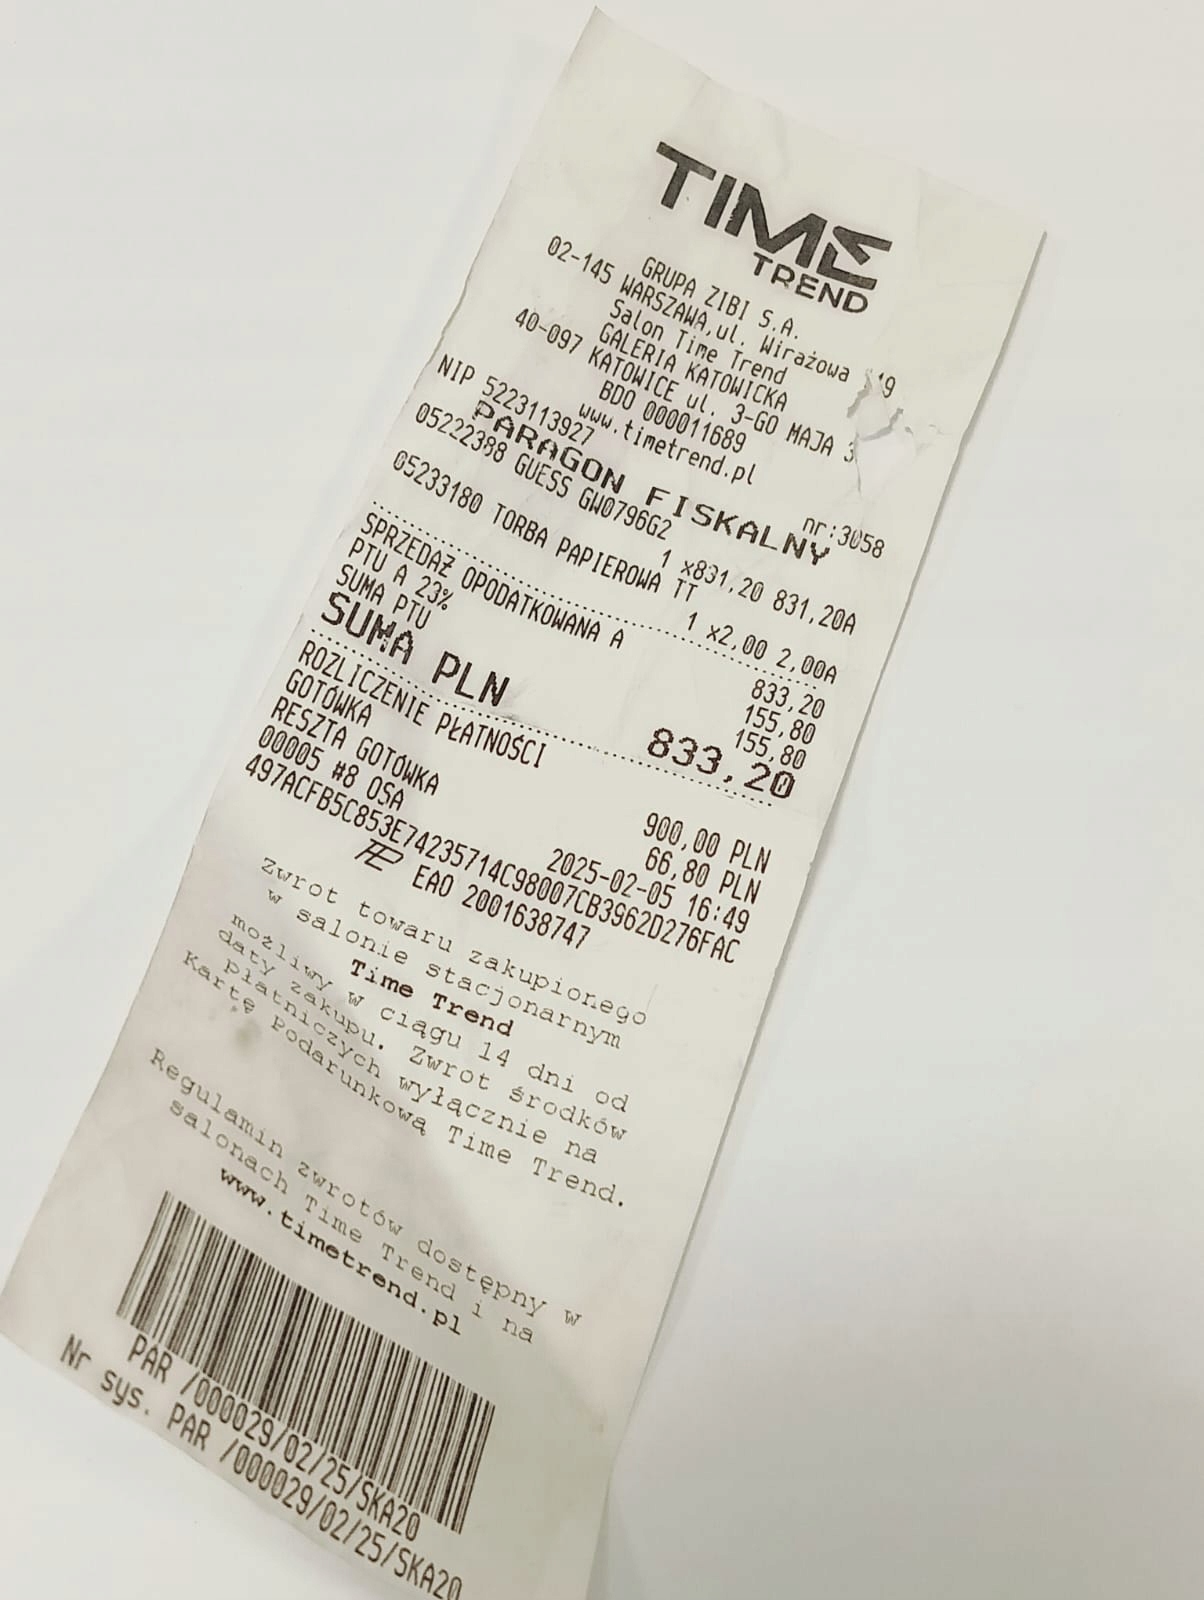 TIME
TREND
GRUPA ZIBI S.A.
02-145 WARSZAWA,ul. Wirażowa 119
Salon Time Trend
GALERIA KATOWICKA
40-097 KATOWICE ul. 3-GO MAJA
BDO 000011689
www.timetrend.pl
NIP 5223113927 nr:3058
PARAGON FISKALNY
05222388 GUESS GW0796G2
1 x831,20 831,20A
05233180 TORBA PAPIEROWA TT
1 x2,00 2,00A
SPRZEDAŻ OPODATKOWANA A 833,20
PTU A 23% 155,80
SUMA PTU 155,80
SUMA PLN 833,20
ROZLICZENIE PŁATNOŚCI
GOTÓWKA 900,00 PLN
RESZTA GOTÓWKA 66,80 PLN
00005 #8 OSA 2025-02-05 16:49
497ACFB5C853E74235714C98007CB3962D276FAC
EAO 2001638747
Zwrot towaru zakupionego
w salonie stacjonarnym
Time Trend
możliwy w ciągu 14 dni od
daty zakupu. Zwrot środków
płatniczych wyłącznie na
Kartę Podarunkową Time Trend.
Regulamin zwrotów dostępny w
salonach Time Trend i na
www.timetrend.pl
PAR /000029/02/25/SKA20
Nr sys. PAR /000029/02/25/SKA20